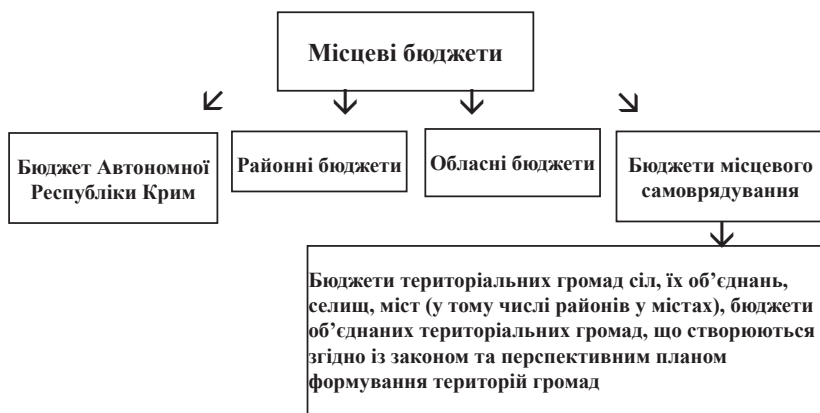 Місцеві бюджети
Бюджет Автономної
Республіки Крим
Районні бюджети
Обласні бюджети
Бюджети місцевого
самоврядування
Бюджети територіальних громад сіл, їх об’єднань,
селищ, міст (у тому числі районів у містах), бюджети
об’єднаних територіальних громад, що створюються
згідно із законом та перспективним планом
формування територій громад